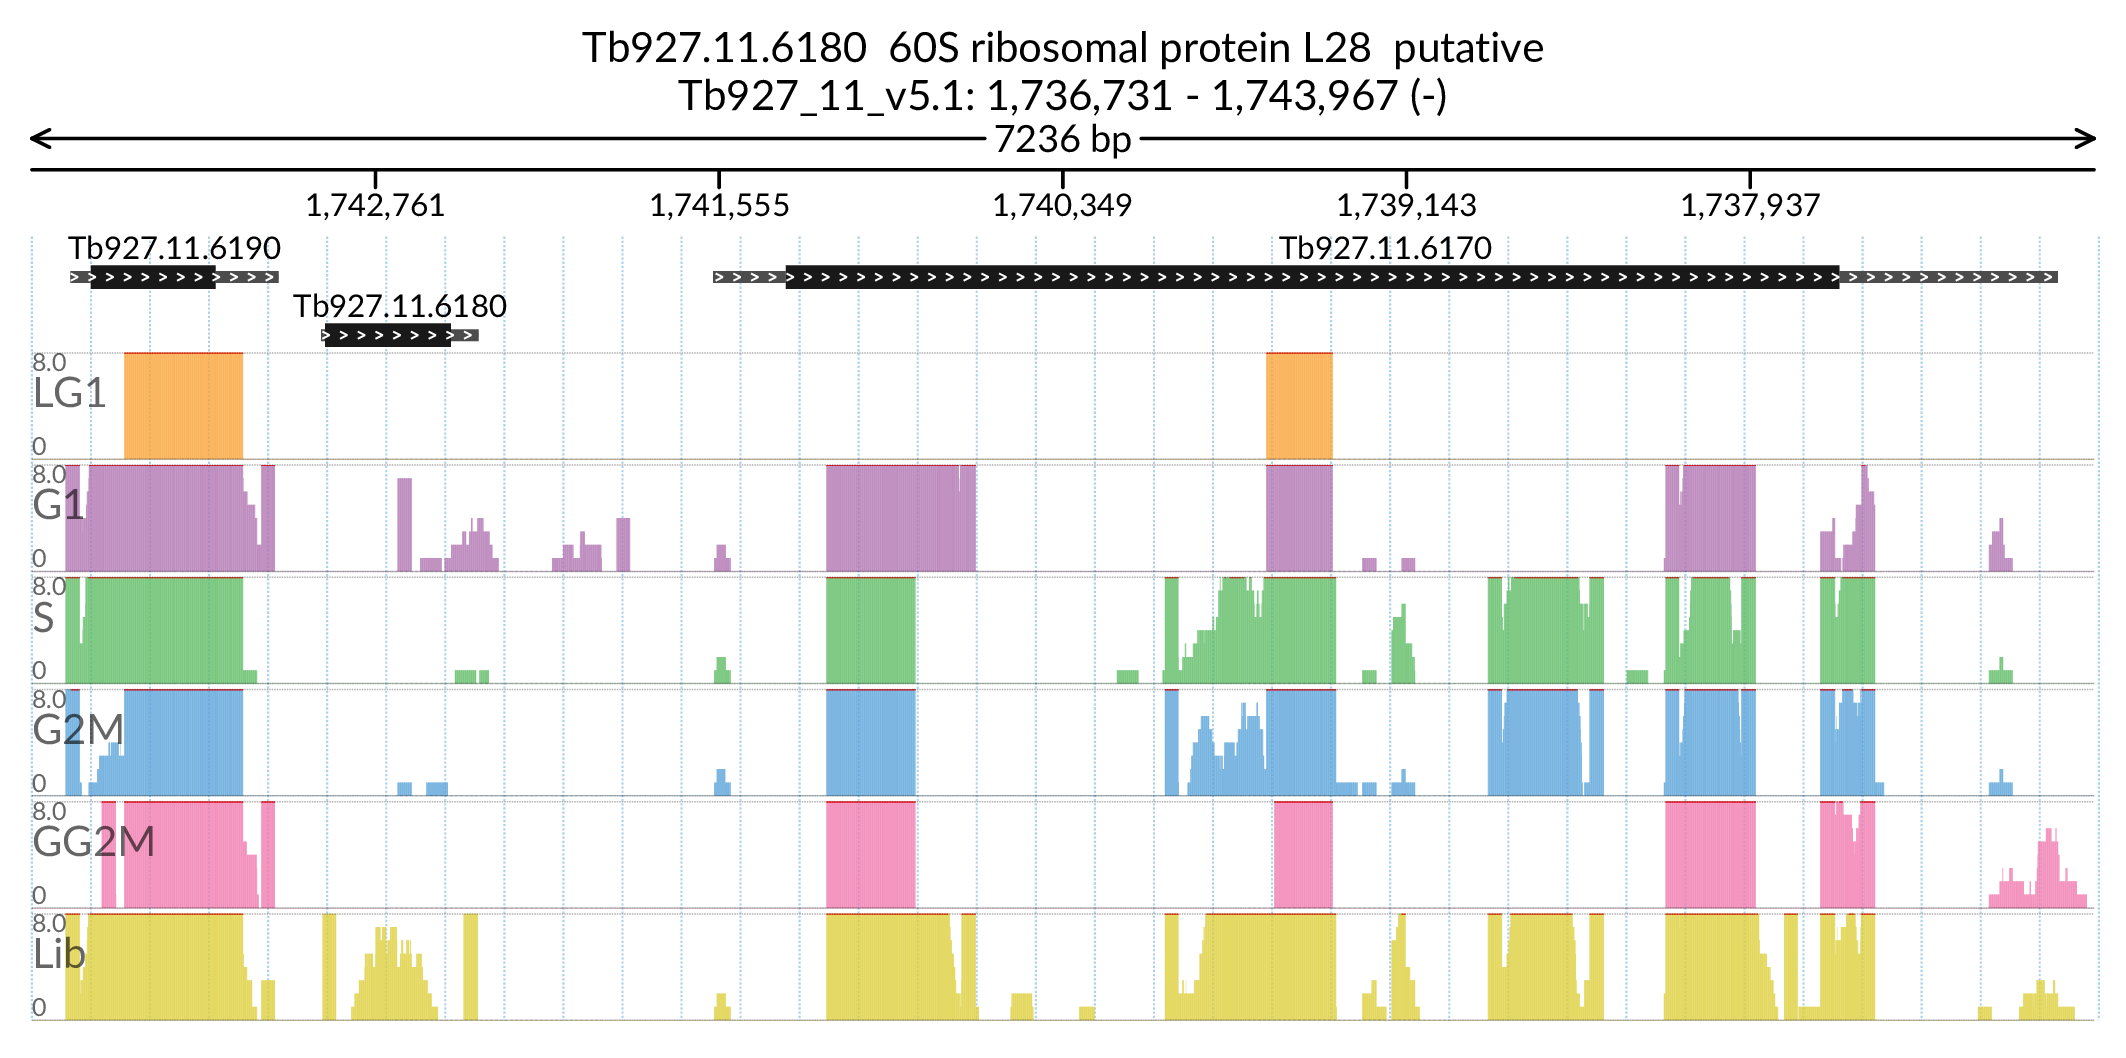 Tb927.11.6180  60S ribosomal protein L28  putative
Tb927_11_v5.1: 1,736,731 - 1,743,967 (-)
7236 bp
1,742,761 1,741,555 1,740,349 1,739,143 1,737,937
Tb927.11.6190 Tb927.11.6170
Tb927.11.6180
8.0
LG1
0
8.0
G1
0
8.0
S
0
8.0
G2M
0
8.0
GG2M
0
8.0
Lib
0